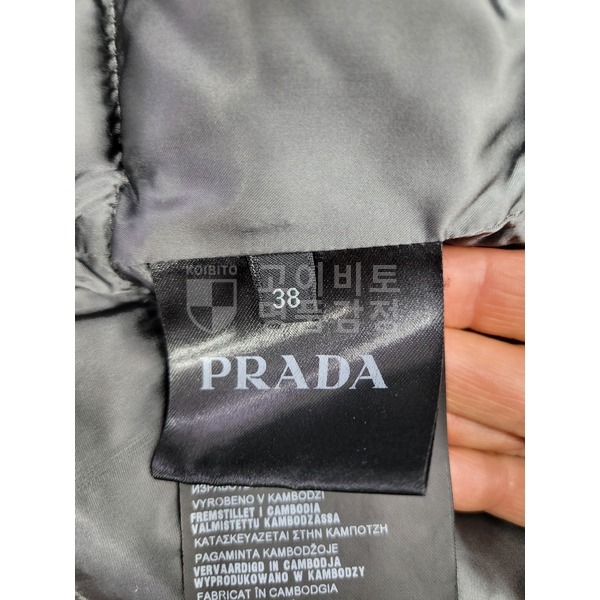 KOIBITO
고이비토
명품감정
38
PRADA
VYROBENO V KAMBODZI
FREMSTILLET I CAMBODIA
VALMISTETTU KAMBODZASSA
ΚΑΤΑΣΚΕΥΑΖΕΤΑΙ ΣΤΗΝ ΚΑΜΠΟΤΖΗ
PAGAMINTA KAMBODŽOJE
VERVAARDIGD IN CAMBODJA
WYPRODUKOWANO W KAMBODZY
FABRICAT ÎN CAMBODGIA